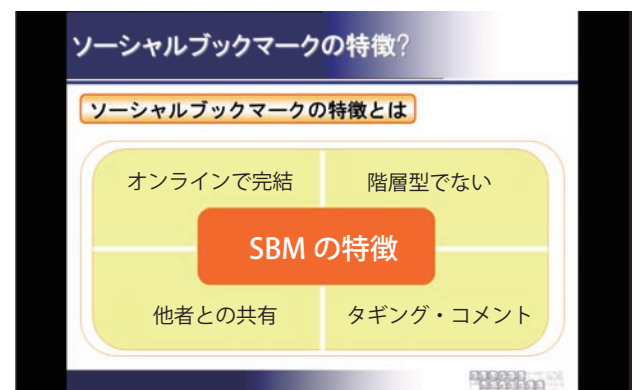 ソーシャルブックマークの特徴?
ソーシャルブックマークの特徴とは
オンラインで完結
階層型でない
SBM の特徴
他者との共有
タギング・コメント